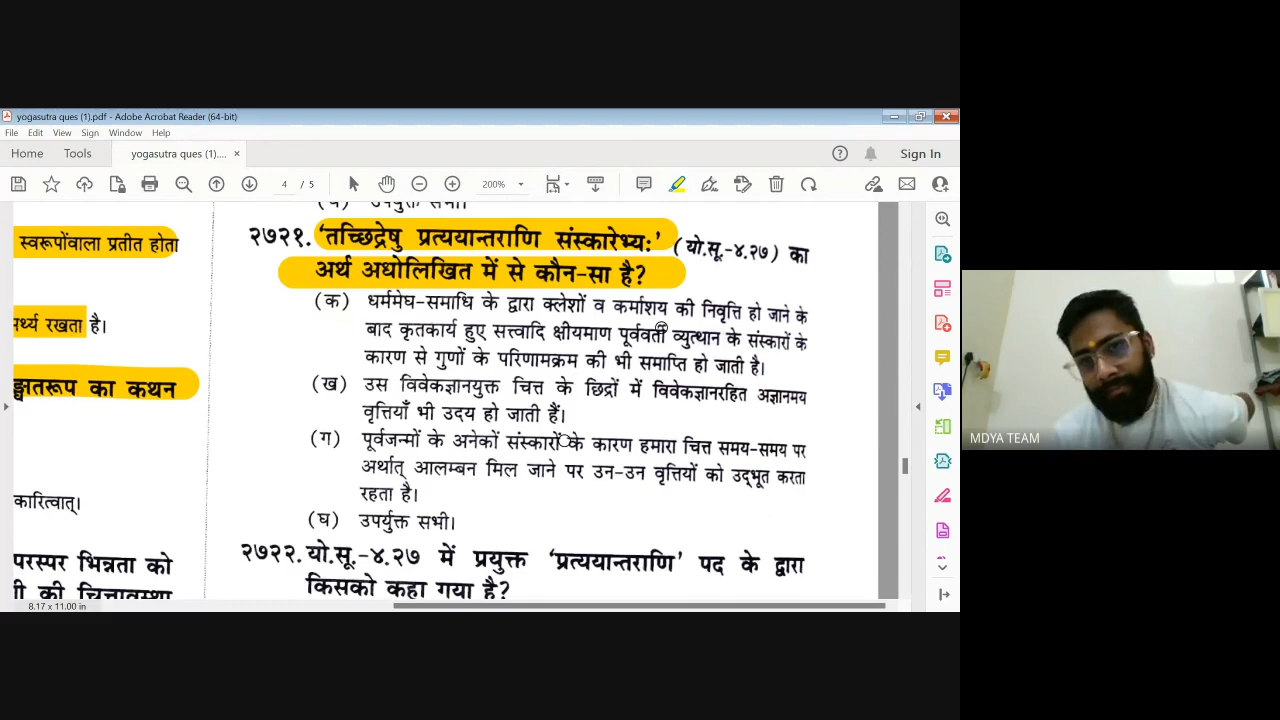 yogasutra ques (1).pdf - Adobe Acrobat Reader (64-bit)
File Edit View Sign Window Help
Home Tools yogasutra ques (1).... × Sign In
4 / 5 200%
स्वरूपोंवाला प्रतीत होता
मर्थ्य रखता है।
ङ्घातरूप का कथन
कारित्वात्।
परस्पर भिन्नता को
की चित्तावस्था
उपर्युक्त सभी।
२७२१. 'तच्छिद्रेषु प्रत्ययान्तराणि संस्कारेभ्यः' (यो.सू.-४.२७) का
अर्थ अधोलिखित में से कौन-सा है?
(क) धर्ममेघ-समाधि के द्वारा क्लेशों व कर्माशय की निवृत्ति हो जाने के
बाद कृतकार्य हुए सत्त्वादि क्षीयमाण पूर्ववर्ती व्युत्थान के संस्कारों के
कारण से गुणों के परिणामक्रम की भी समाप्ति हो जाती है।
(ख) उस विवेकज्ञानयुक्त चित्त के छिद्रों में विवेकज्ञानरहित अज्ञानमय
वृत्तियाँ भी उदय हो जाती हैं।
(ग) पूर्वजन्मों के अनेकों संस्कारों के कारण हमारा चित्त समय-समय पर
अर्थात् आलम्बन मिल जाने पर उन-उन वृत्तियों को उद्भूत करता
रहता है।
(घ) उपर्युक्त सभी।
२७२२. यो.सू.-४.२७ में प्रयुक्त 'प्रत्ययान्तराणि' पद के द्वारा
किसको कहा गया है?
8.17 x 11.00 in
MDYA TEAM